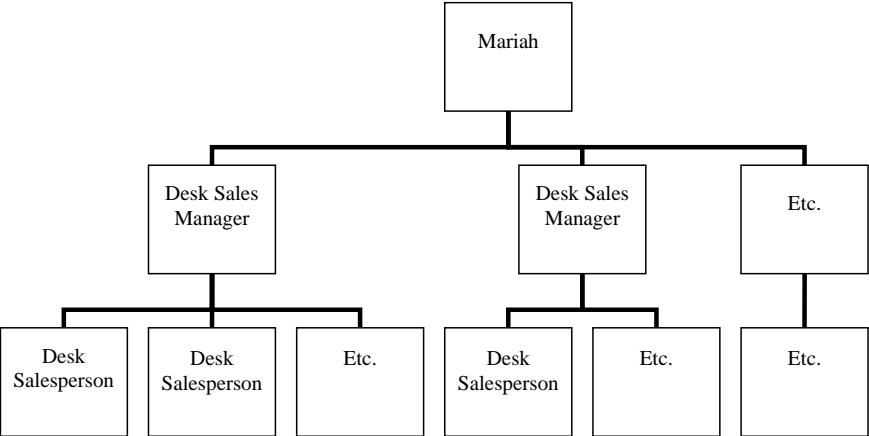 Mariah
Desk Sales
Manager
Desk Sales
Manager
Etc.
Desk
Salesperson
Desk
Salesperson
Etc.
Desk
Salesperson
Etc.
Etc.